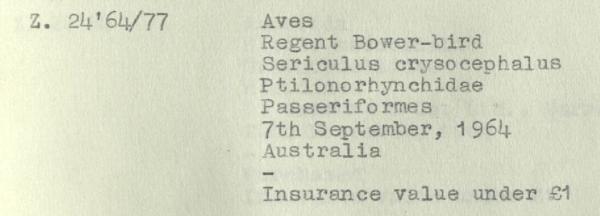 Z. 24'64/77 Aves
Regent Bower-bird
Sericulus crysocephalus
Ptilonorhynchidae
Passeriformes
7th September, 1964
Australia
-
Insurance value under £1